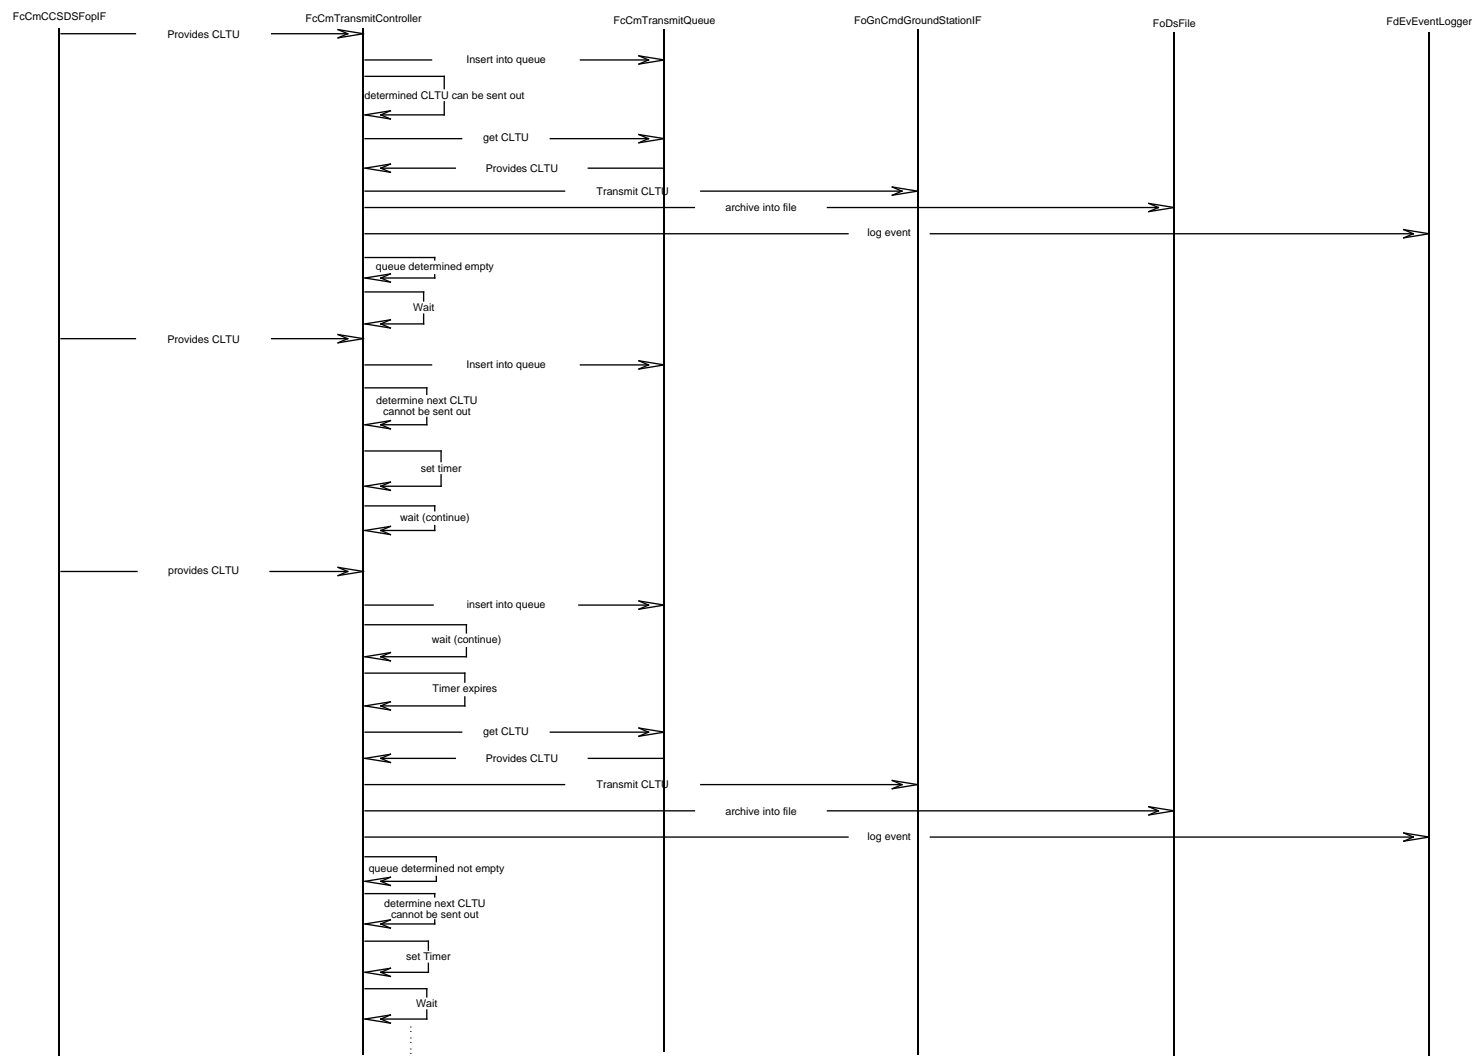 FcCmCCSDSFopIF
FcCmTransmitController
FcCmTransmitQueue
FoGnCmdGroundStationIF
FoDsFile
FdEvEventLogger
Provides CLTU
Insert into queue
determined CLTU can be sent out
get CLTU
Provides CLTU
Transmit CLTU
archive into file
log event
queue determined empty
Wait
Provides CLTU
Insert into queue
determine next CLTU
cannot be sent out
set timer
wait (continue)
provides CLTU
insert into queue
wait (continue)
Timer expires
get CLTU
Provides CLTU
Transmit CLTU
archive into file
log event
queue determined not empty
determine next CLTU
cannot be sent out
set Timer
Wait